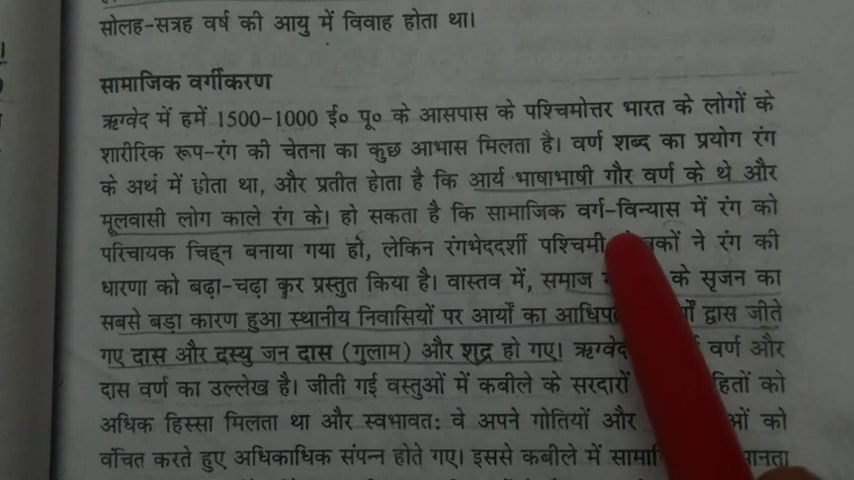 सोलह-सत्रह वर्ष की आयु में विवाह होता था।
सामाजिक वर्गीकरण
ऋग्वेद में हमें 1500-1000 ई० पू० के आसपास के पश्चिमोत्तर भारत के लोगों के
शारीरिक रूप-रंग की चेतना का कुछ आभास मिलता है। वर्ण शब्द का प्रयोग रंग
के अर्थ में होता था, और प्रतीत होता है कि आर्य भाषाभाषी गौर वर्ण के थे और
मूलवासी लोग काले रंग के। हो सकता है कि सामाजिक वर्ग-विन्यास में रंग को
परिचायक चिह्न बनाया गया हो, लेकिन रंगभेददर्शी पश्चिमी ने रंग की
धारणा को बढ़ा-चढ़ा कर प्रस्तुत किया है। वास्तव में, समाज के सृजन का
सबसे बड़ा कारण हुआ स्थानीय निवासियों पर आर्यों का द्वारा जीते
गए दास और दस्यु जन दास (गुलाम) और शूद्र हो गए। वर्ण और
दास वर्ण का उल्लेख है। जीती गई वस्तुओं में कबीले के सरदारों को
अधिक हिस्सा मिलता था और स्वभावतः वे अपने गोतियों और को
वंचित करते हुए अधिकाधिक संपन्न होते गए। इससे कबीले में